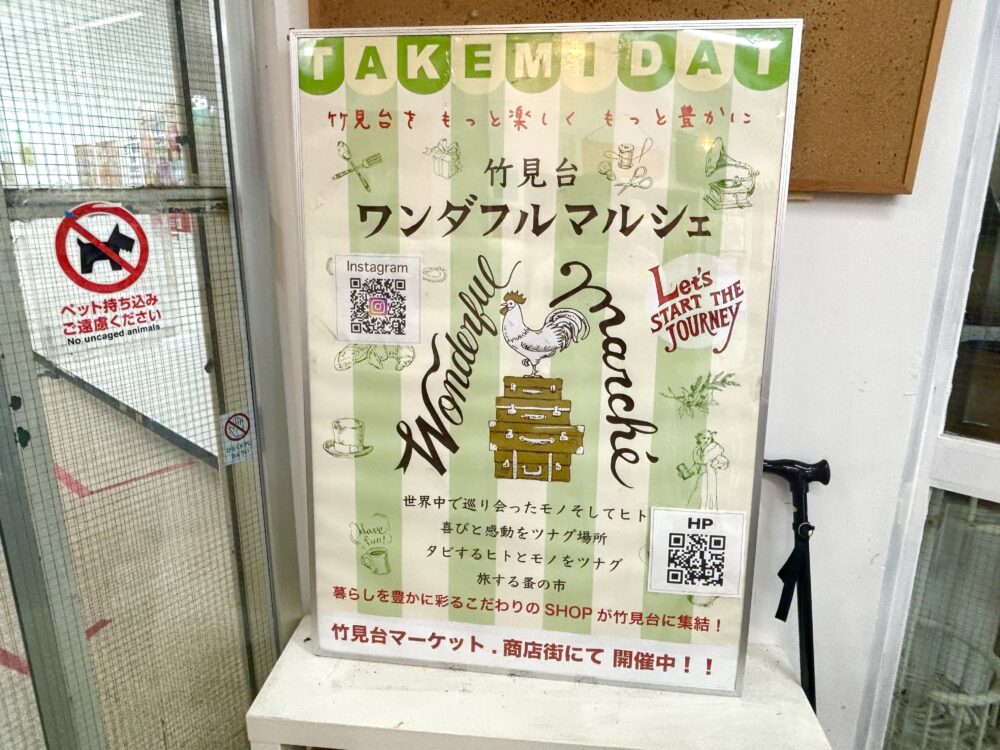 TAKEMIDAI
竹見台を もっと楽しく もっと豊かに
竹見台
ワンダフルマルシェ
Instagram
Wonderful
Marché
Let's
START THE
JOURNEY
Have
fun!
世界中で巡り会ったモノそしてヒト
喜びと感動をツナグ場所
タビするヒトとモノをツナグ
旅する蚤の市
HP
暮らしを豊かに彩るこだわりの SHOP が竹見台に集結！
竹見台マーケット . 商店街にて 開催中！！
ペット持ち込み
ご遠慮ください
No uncaged animals